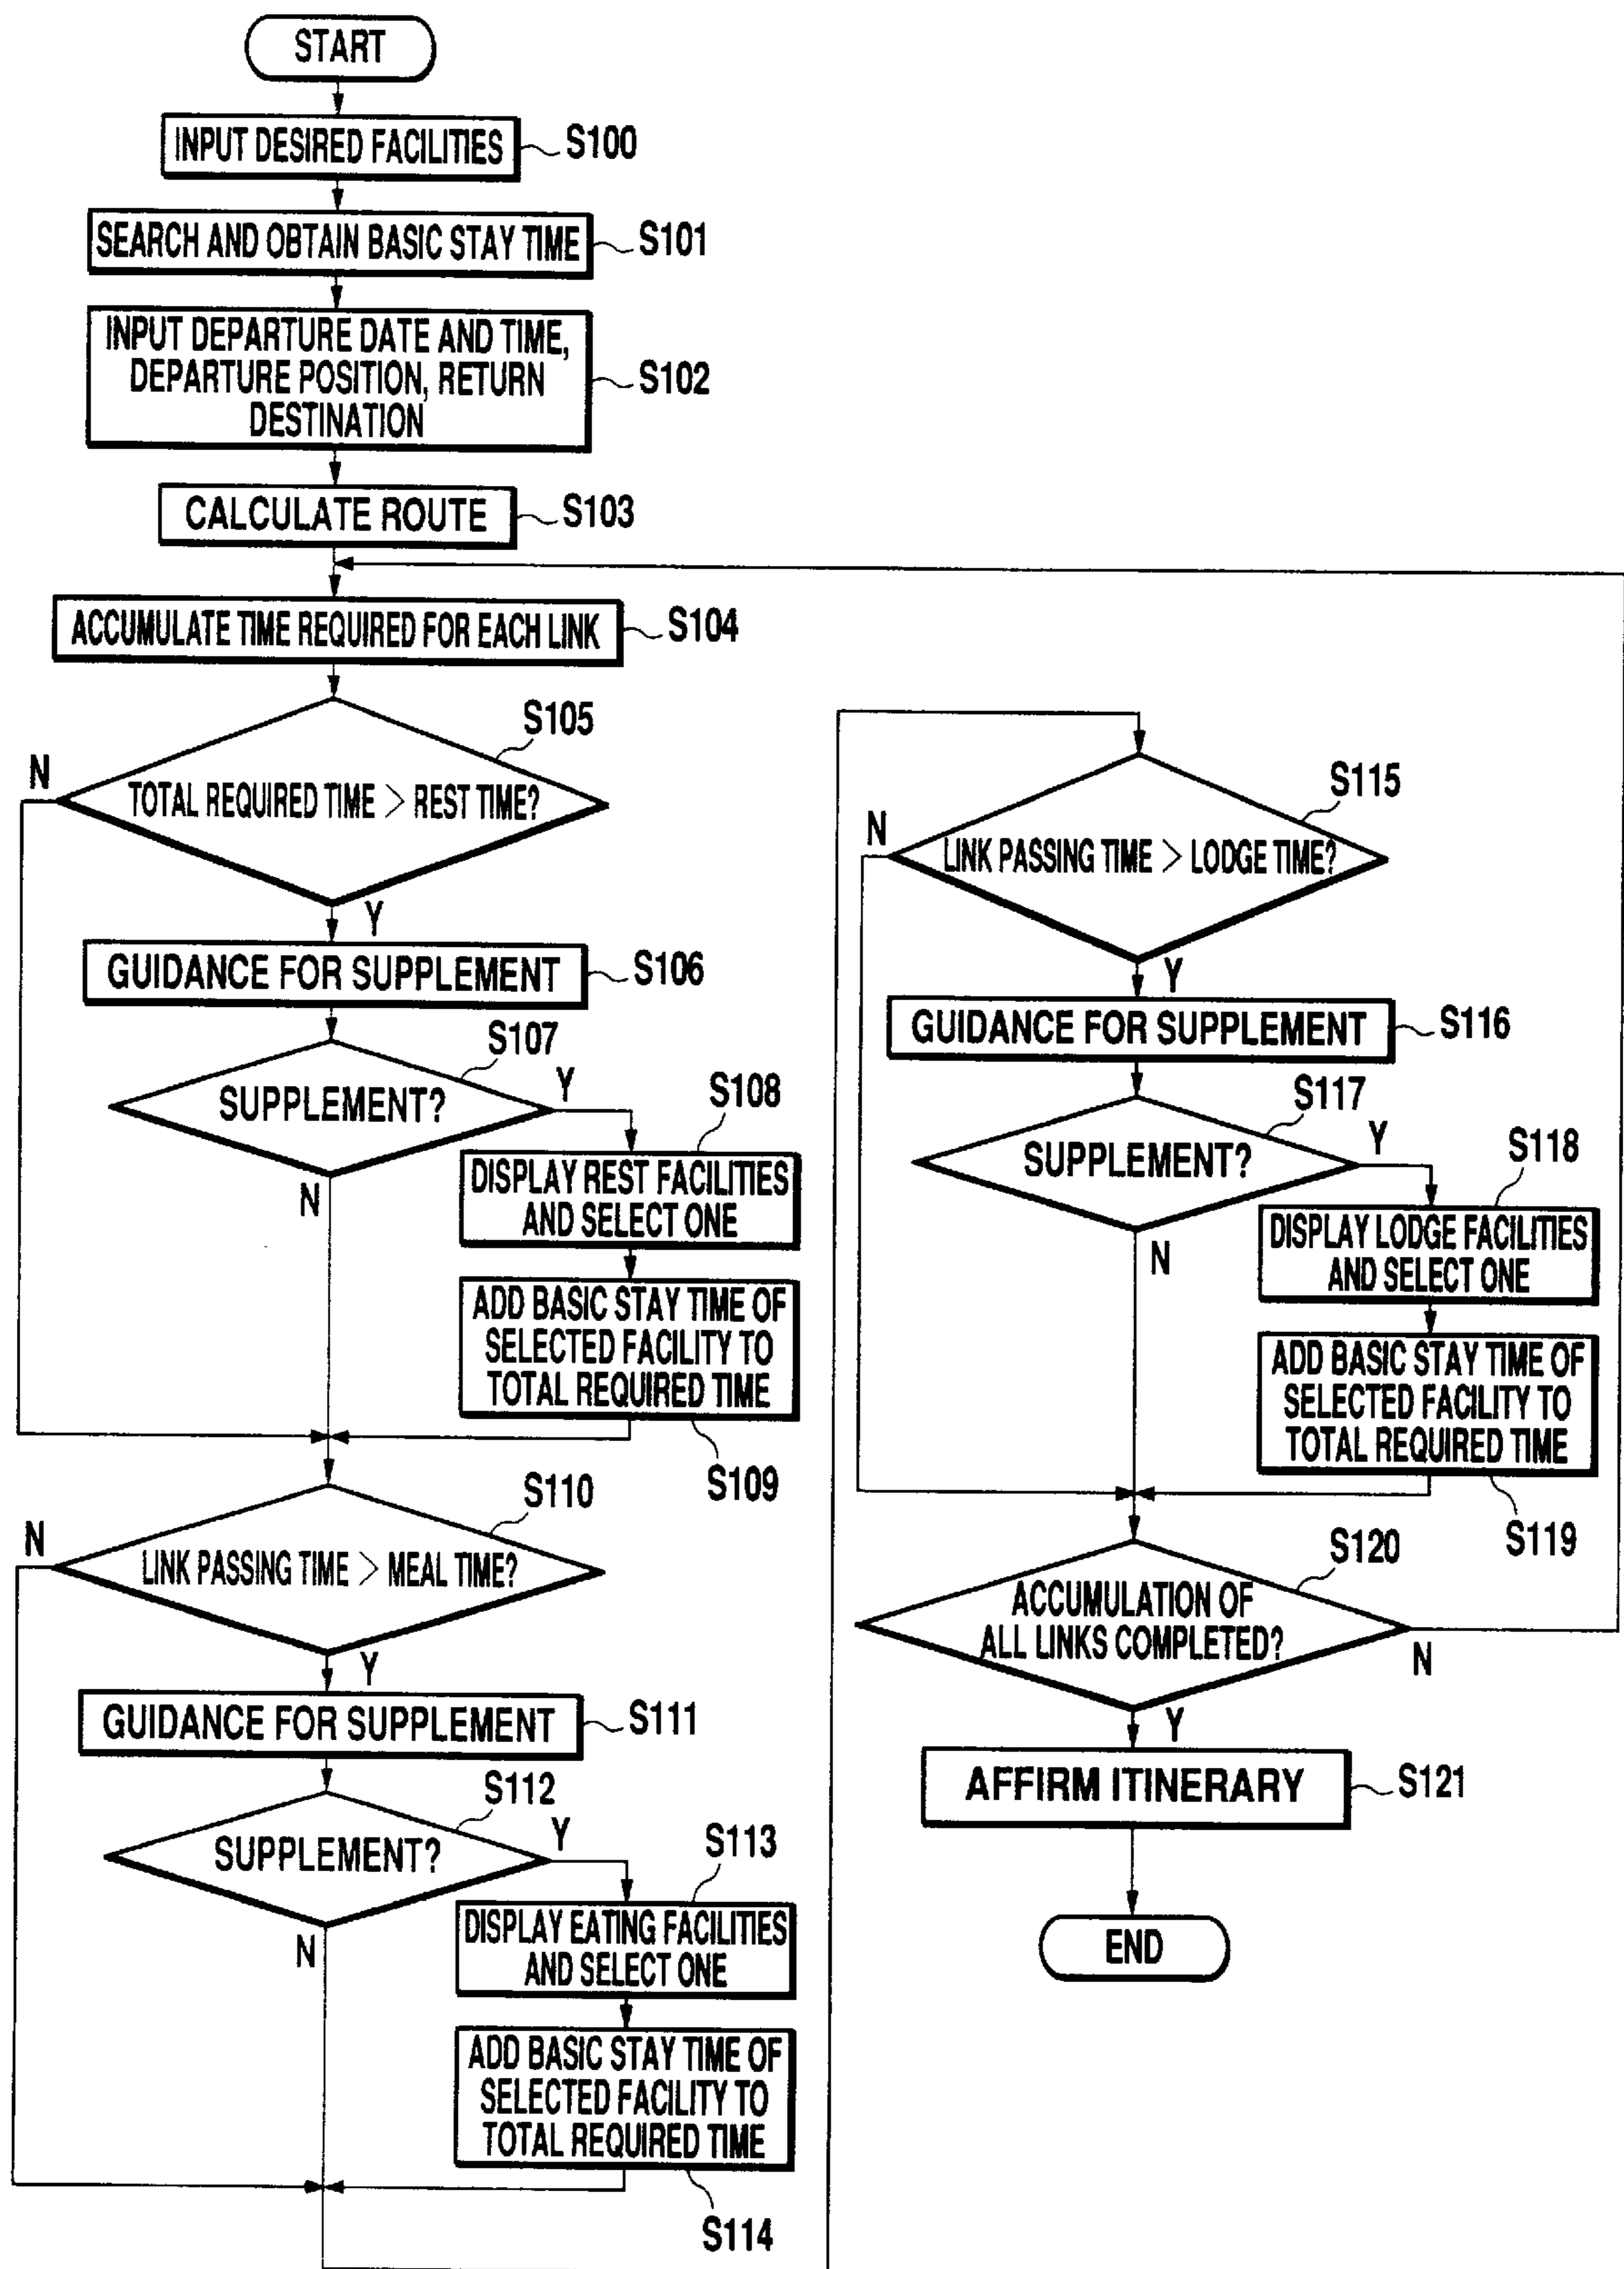 START
INPUT DESIRED FACILITIES
S100
SEARCH AND OBTAIN BASIC STAY TIME
S101
INPUT DEPARTURE DATE AND TIME,
DEPARTURE POSITION, RETURN
DESTINATION
S102
CALCULATE ROUTE
S103
ACCUMULATE TIME REQUIRED FOR EACH LINK
S104
S105
N
TOTAL REQUIRED TIME > REST TIME?
Y
GUIDANCE FOR SUPPLEMENT
S106
S107
SUPPLEMENT?
Y
N
S108
DISPLAY REST FACILITIES
AND SELECT ONE
ADD BASIC STAY TIME OF
SELECTED FACILITY TO
TOTAL REQUIRED TIME
S109
S110
N
LINK PASSING TIME > MEAL TIME?
Y
GUIDANCE FOR SUPPLEMENT
S111
S112
SUPPLEMENT?
Y
N
S113
DISPLAY EATING FACILITIES
AND SELECT ONE
ADD BASIC STAY TIME OF
SELECTED FACILITY TO
TOTAL REQUIRED TIME
S114
S115
N
LINK PASSING TIME > LODGE TIME?
Y
GUIDANCE FOR SUPPLEMENT
S116
S117
SUPPLEMENT?
Y
N
S118
DISPLAY LODGE FACILITIES
AND SELECT ONE
ADD BASIC STAY TIME OF
SELECTED FACILITY TO
TOTAL REQUIRED TIME
S119
S120
ACCUMULATION OF
ALL LINKS COMPLETED?
N
Y
AFFIRM ITINERARY
S121
END